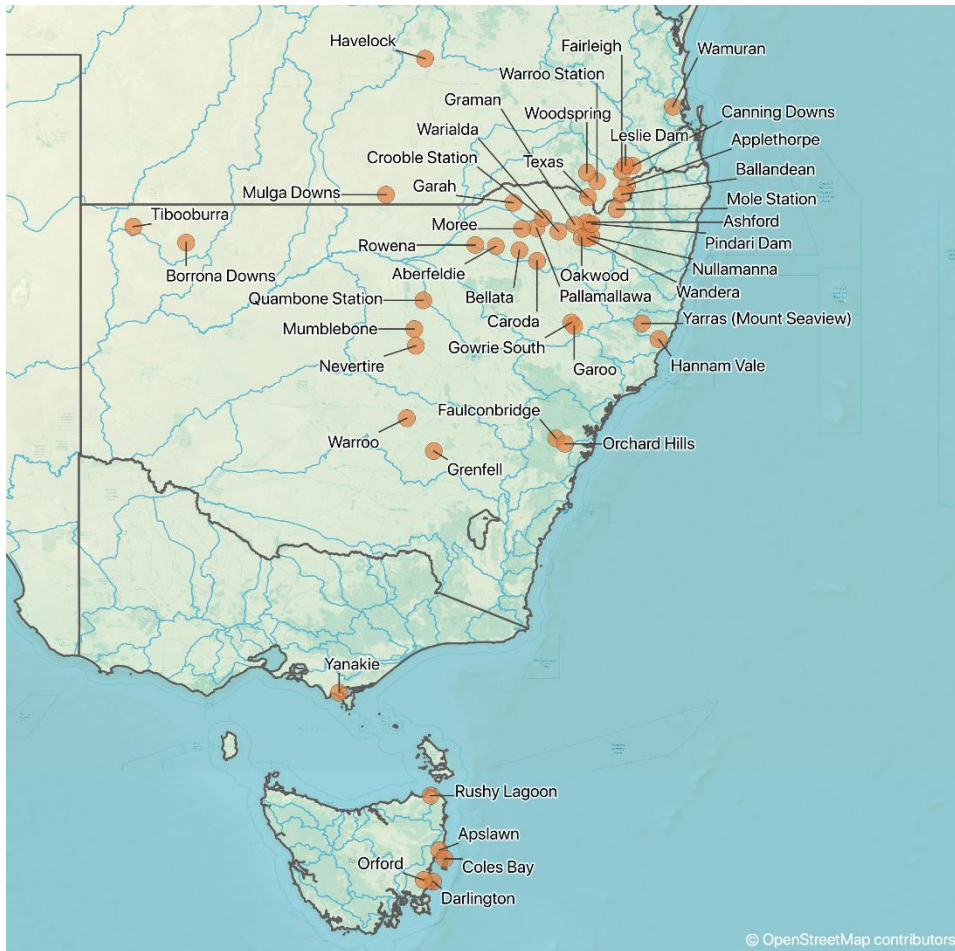 Havelock
Fairleigh
Wamuran
Warroo Station
Graman
Woodspring
Canning Downs
Warialda
Leslie Dam
Applethorpe
Crooble Station
Texas
Ballandean
Mulga Downs
Garah
Mole Station
Tibooburra
Moree
Ashford
Rowena
Pindari Dam
Borrona Downs
Aberfeldie
Oakwood
Nullamanna
Quambone Station
Bellata
Pallamallawa
Wandera
Mumblebone
Caroda
Yarras (Mount Seaview)
Nevertire
Gowrie South
Garoo
Hannam Vale
Faulconbridge
Warroo
Orchard Hills
Grenfell
Yanakie
Rushy Lagoon
Apslawn
Orford
Coles Bay
Darlington
© OpenStreetMap contributors